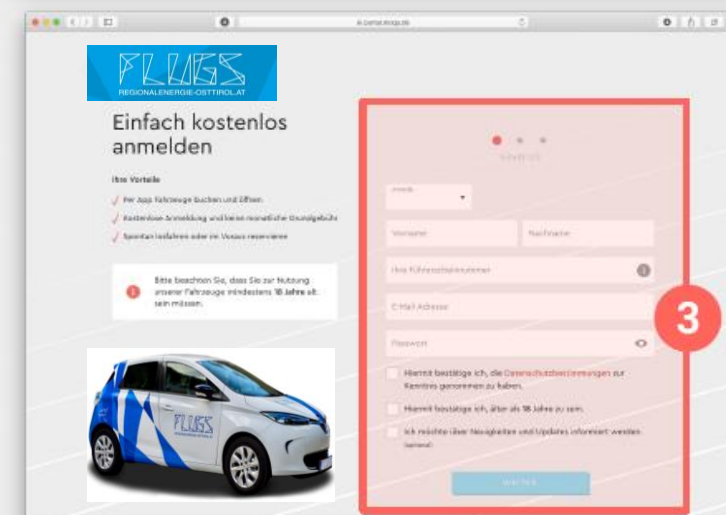 FLUGS
REGIONALENERGIE-OSTTIROL.AT
Einfach kostenlos
anmelden
Ihre Vorteile
Per App Fahrzeuge buchen und öffnen
Kostenlose Anmeldung und keine monatliche Grundgebühr
Spontan losfahren oder im Voraus reservieren
Bitte beachten Sie, dass Sie zur Nutzung
unserer Fahrzeuge mindestens 18 Jahre alt
sein müssen.
FLUGS
Anrede
Vorname
Nachname
Ihre Führerscheinnummer
E-Mail Adresse
Passwort
3
Hiermit bestätige ich, die Datenschutzbestimmungen zur
Kenntnis genommen zu haben.
Hiermit bestätige ich, älter als 18 Jahre zu sein.
Ich möchte über Neuigkeiten und Updates informiert werden
WEITER